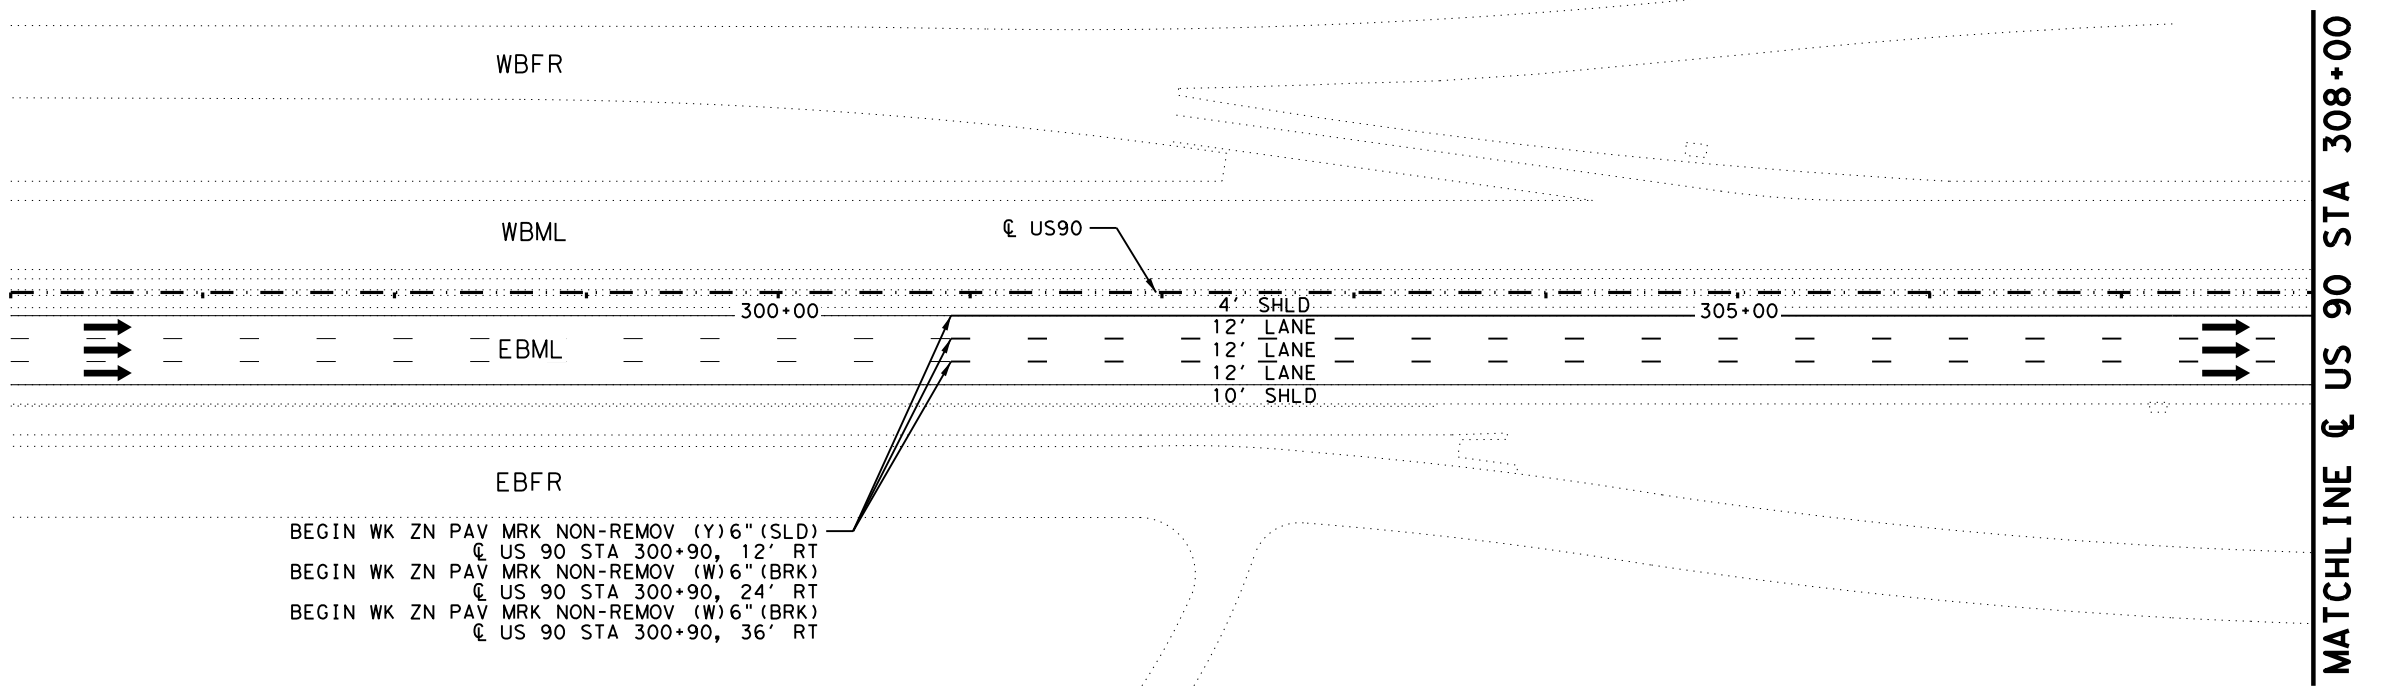 WBFR
WBML
℄ US90
4' SHLD
300+00
305+00
12' LANE
EBML
12' LANE
12' LANE
10' SHLD
EBFR
BEGIN WK ZN PAV MRK NON-REMOV (Y)6"(SLD)
℄ US 90 STA 300+90, 12' RT
BEGIN WK ZN PAV MRK NON-REMOV (W)6"(BRK)
℄ US 90 STA 300+90, 24' RT
BEGIN WK ZN PAV MRK NON-REMOV (W)6"(BRK)
℄ US 90 STA 300+90, 36' RT
MATCHLINE ℄ US 90 STA 308+00